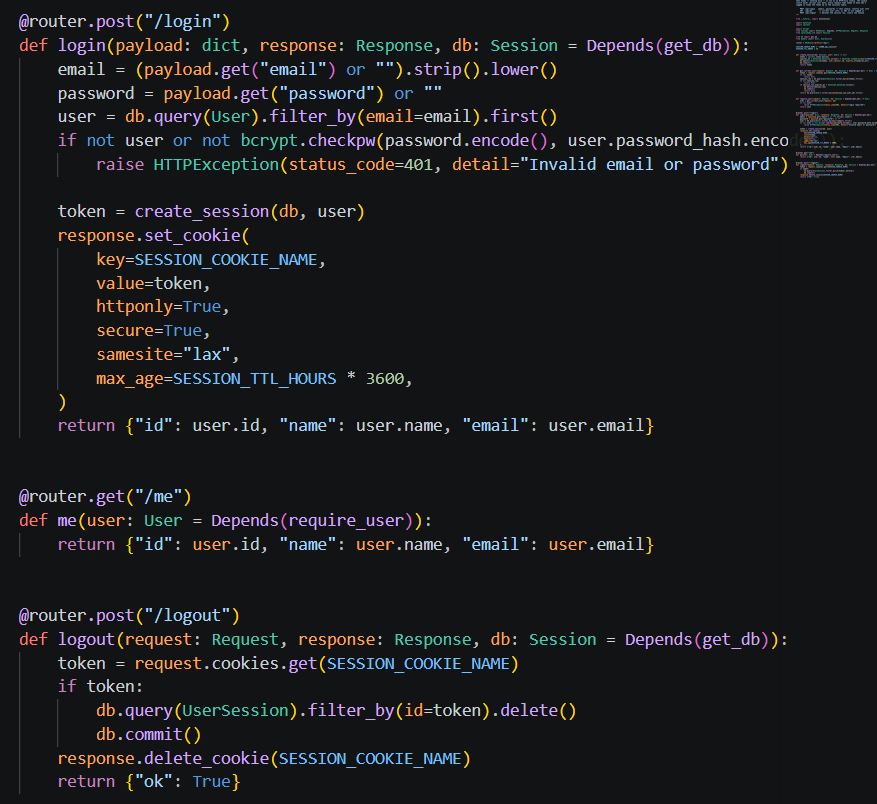 @router.post("/login")
def login(payload: dict, response: Response, db: Session = Depends(get_db)):
    email = (payload.get("email") or "").strip().lower()
    password = payload.get("password") or ""
    user = db.query(User).filter_by(email=email).first()
    if not user or not bcrypt.checkpw(password.encode(), user.password_hash.enco
        raise HTTPException(status_code=401, detail="Invalid email or password")

    token = create_session(db, user)
    response.set_cookie(
        key=SESSION_COOKIE_NAME,
        value=token,
        httponly=True,
        secure=True,
        samesite="lax",
        max_age=SESSION_TTL_HOURS * 3600,
    )
    return {"id": user.id, "name": user.name, "email": user.email}


@router.get("/me")
def me(user: User = Depends(require_user)):
    return {"id": user.id, "name": user.name, "email": user.email}


@router.post("/logout")
def logout(request: Request, response: Response, db: Session = Depends(get_db)):
    token = request.cookies.get(SESSION_COOKIE_NAME)
    if token:
        db.query(UserSession).filter_by(id=token).delete()
        db.commit()
    response.delete_cookie(SESSION_COOKIE_NAME)
    return {"ok": True}